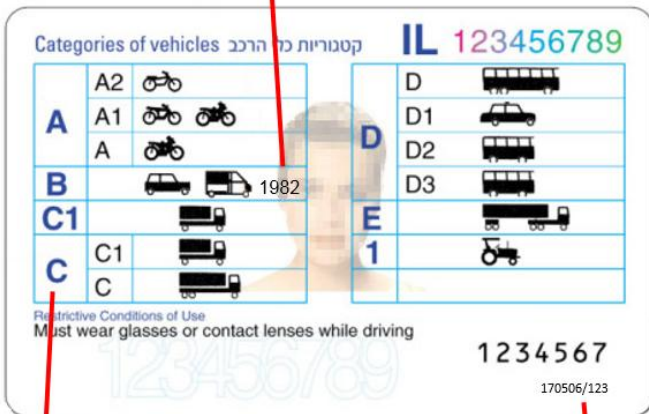 Categories of vehicles קטגוריות כלי הרכב IL 123456789
A
A2
A1
A
B 1982
C1
C
C1
C
D
D
D1
D2
D3
E
1
Restrictive Conditions of Use
Must wear glasses or contact lenses while driving
123456789
1234567
170506/123